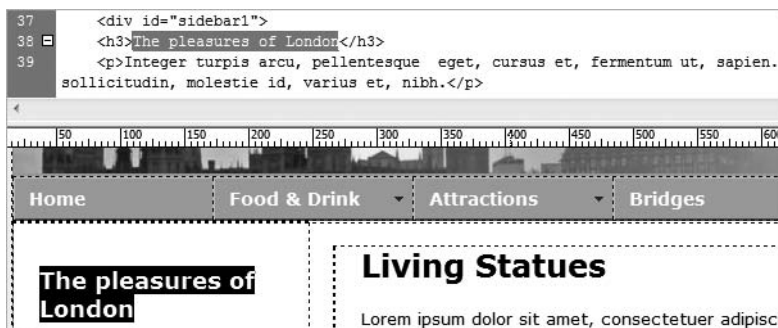 37 <div id="sidebar1">
38 <h3>The pleasures of London</h3>
39 <p>Integer turpis arcu, pellentesque  eget, cursus et, fermentum ut, sapien.
sollicitudin, molestie id, varius et, nibh.</p>
50 100 150 200 250 300 350 400 450 500 550 600
Home Food & Drink Attractions Bridges
The pleasures of
London
Living Statues
Lorem ipsum dolor sit amet, consectetuer adipisc